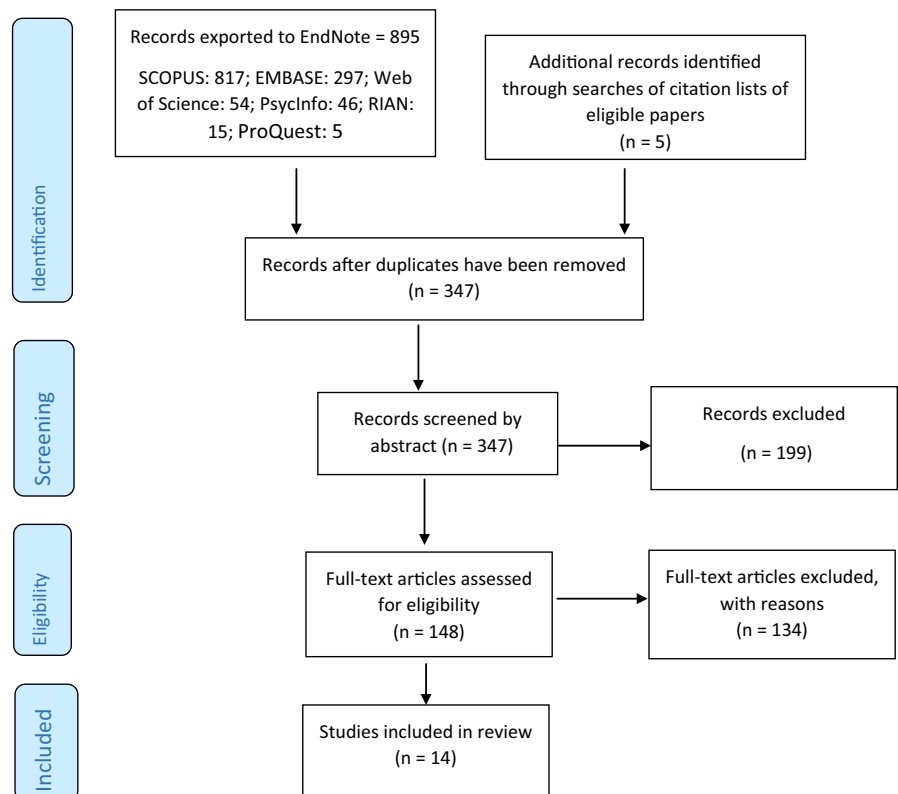 Identification
Records exported to EndNote = 895
SCOPUS: 817; EMBASE: 297; Web
of Science: 54; PsycInfo: 46; RIAN:
15; ProQuest: 5
Additional records identified
through searches of citation lists of
eligible papers
(n = 5)
Records after duplicates have been removed
(n = 347)
Screening
Records screened by
abstract (n = 347)
Records excluded
(n = 199)
Eligibility
Full-text articles assessed
for eligibility
(n = 148)
Full-text articles excluded,
with reasons
(n = 134)
Included
Studies included in review
(n = 14)